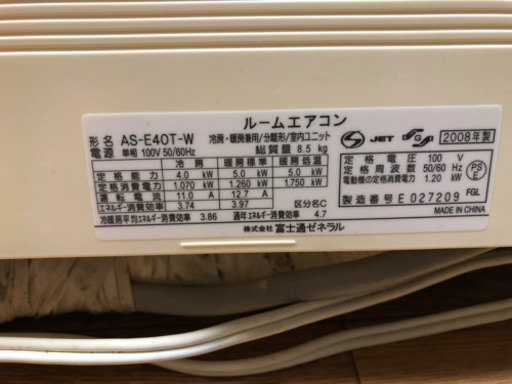 ルームエアコン
形名 AS-E40T-W 冷房・暖房兼用/分離形/室内ユニット
電源 単相 100V 50/60Hz 総質量 8.5 kg
JET 2008年製
冷房 暖房標準 暖房低温
定格能力 4.0 kW 5.0 kW 5.0 kW
定格消費電力 1.070 kW 1.260 kW 1.750 kW
運転電流 11.0 A 12.7 A
エネルギー消費効率 3.74 3.97 区分名C
冷暖房平均エネルギー消費効率 3.86 通年エネルギー消費効率 4.7
株式会社 富士通ゼネラル
定格電圧 100 V
定格周波数 50/60 Hz
電動機の定格消費電力 1.20 kW
PSE
FGL
製造番号 E 027209
MADE IN CHINA